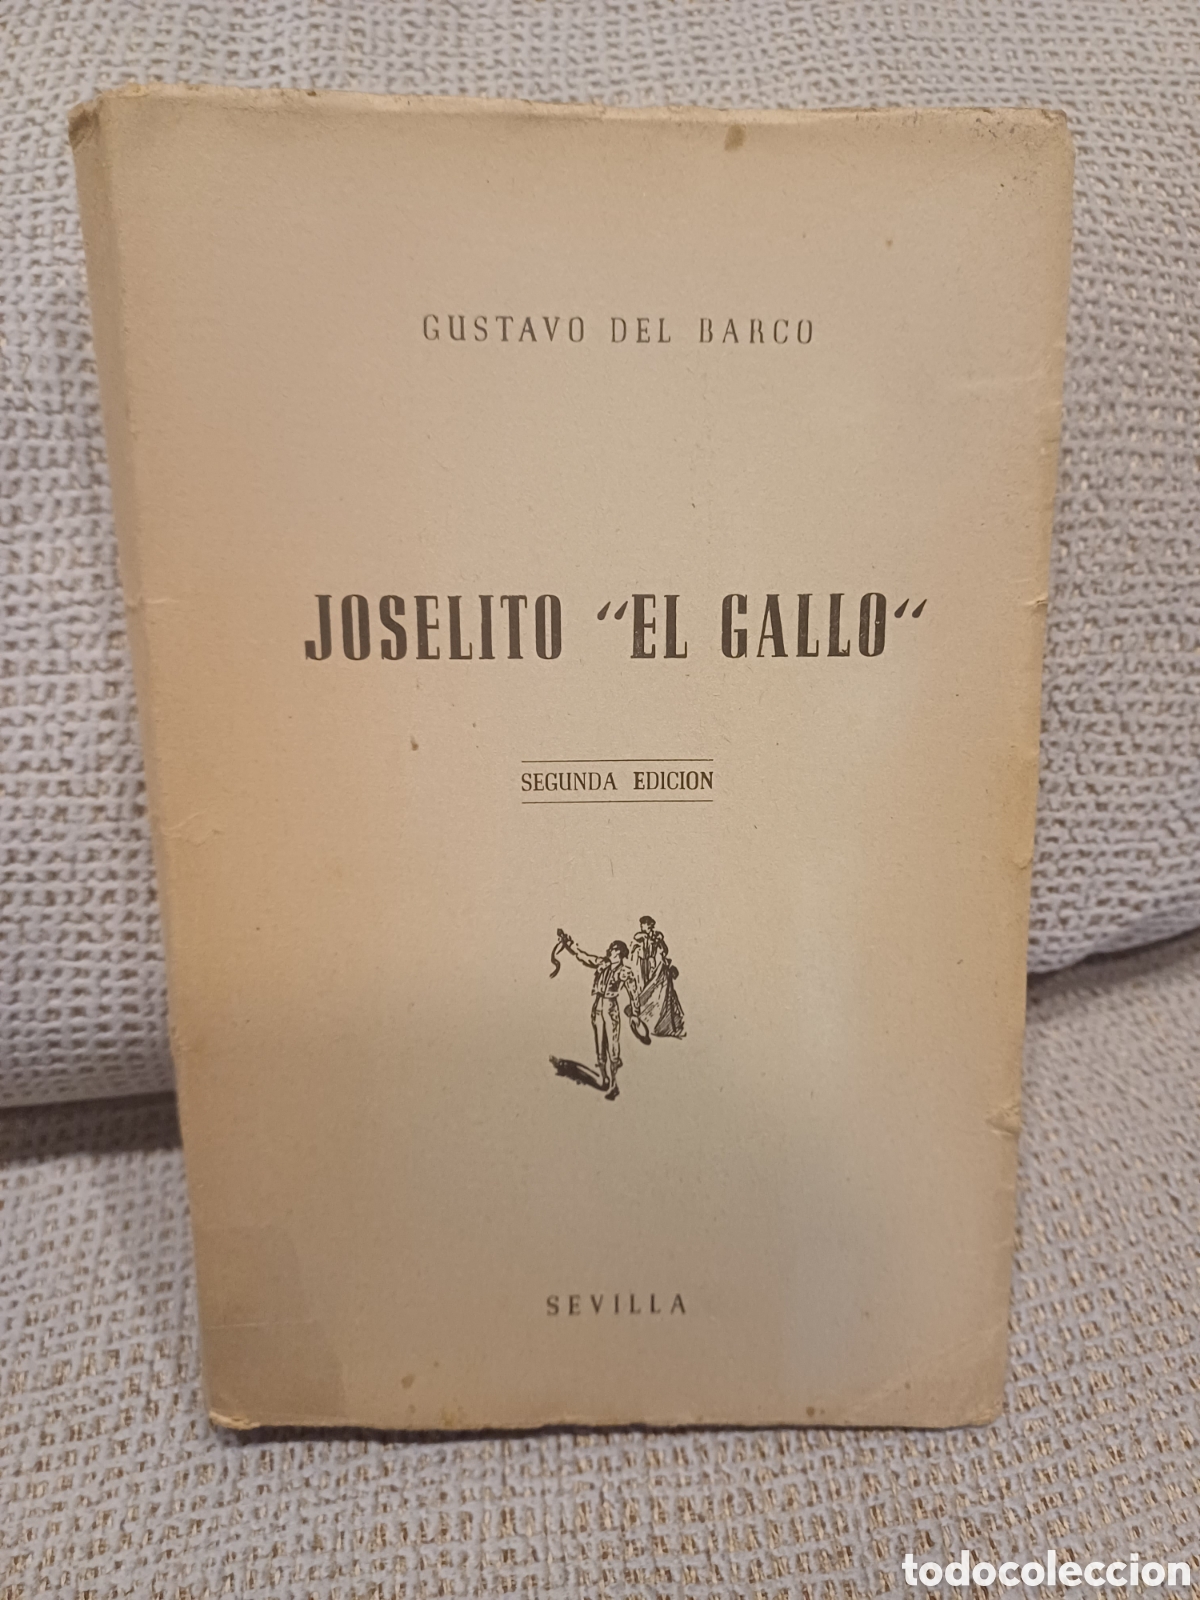 GUSTAVO DEL BARCO
JOSELITO “EL GALLO“
SEGUNDA EDICION
SEVILLA
todocoleccion